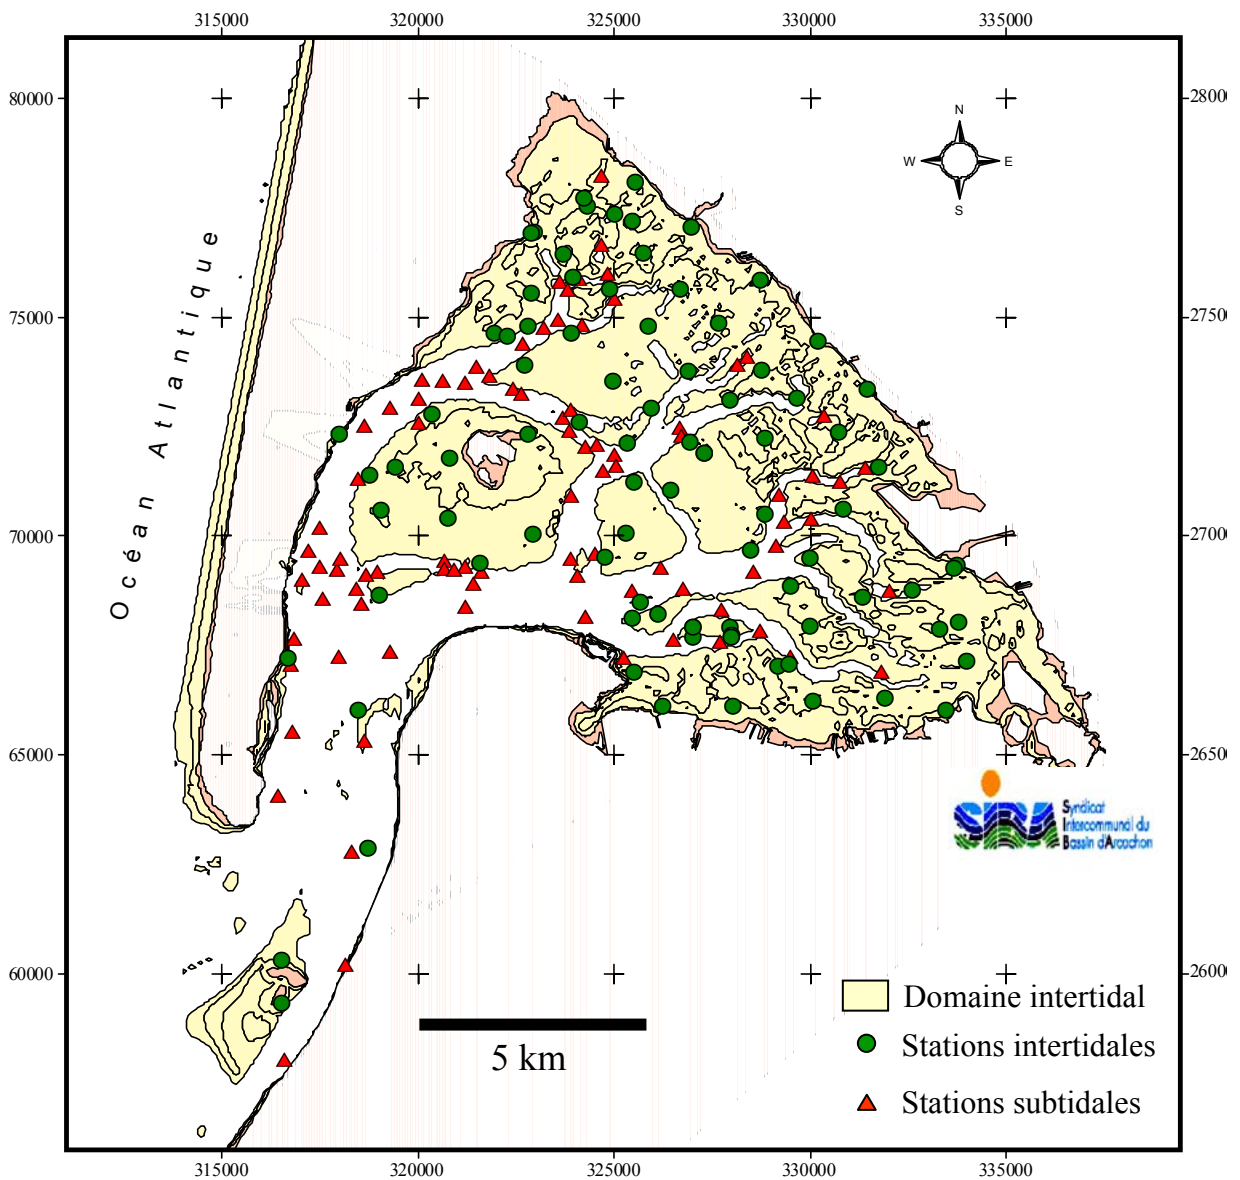 315000 320000 325000 330000 335000
80000 2800
N
W E
S
Océan Atlantique
75000 2750
70000 2700
65000 2650
SIBA
Syndicat
Intercommunal du
Bassin d'Arcachon
60000 2600
Domaine intertidal
Stations intertidales
5 km
Stations subtidales
315000 320000 325000 330000 335000